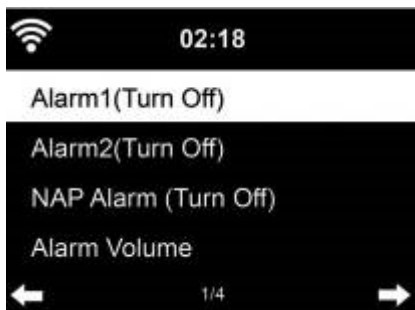 02:18
Alarm1(Turn Off)
Alarm2(Turn Off)
NAP Alarm (Turn Off)
Alarm Volume
1/4